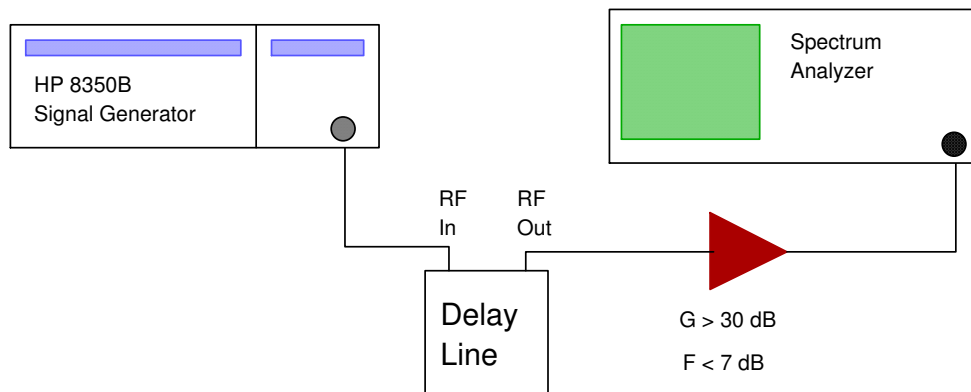 HP 8350B
Signal Generator
Spectrum
Analyzer
RF
In
RF
Out
Delay
Line
G > 30 dB
F < 7 dB